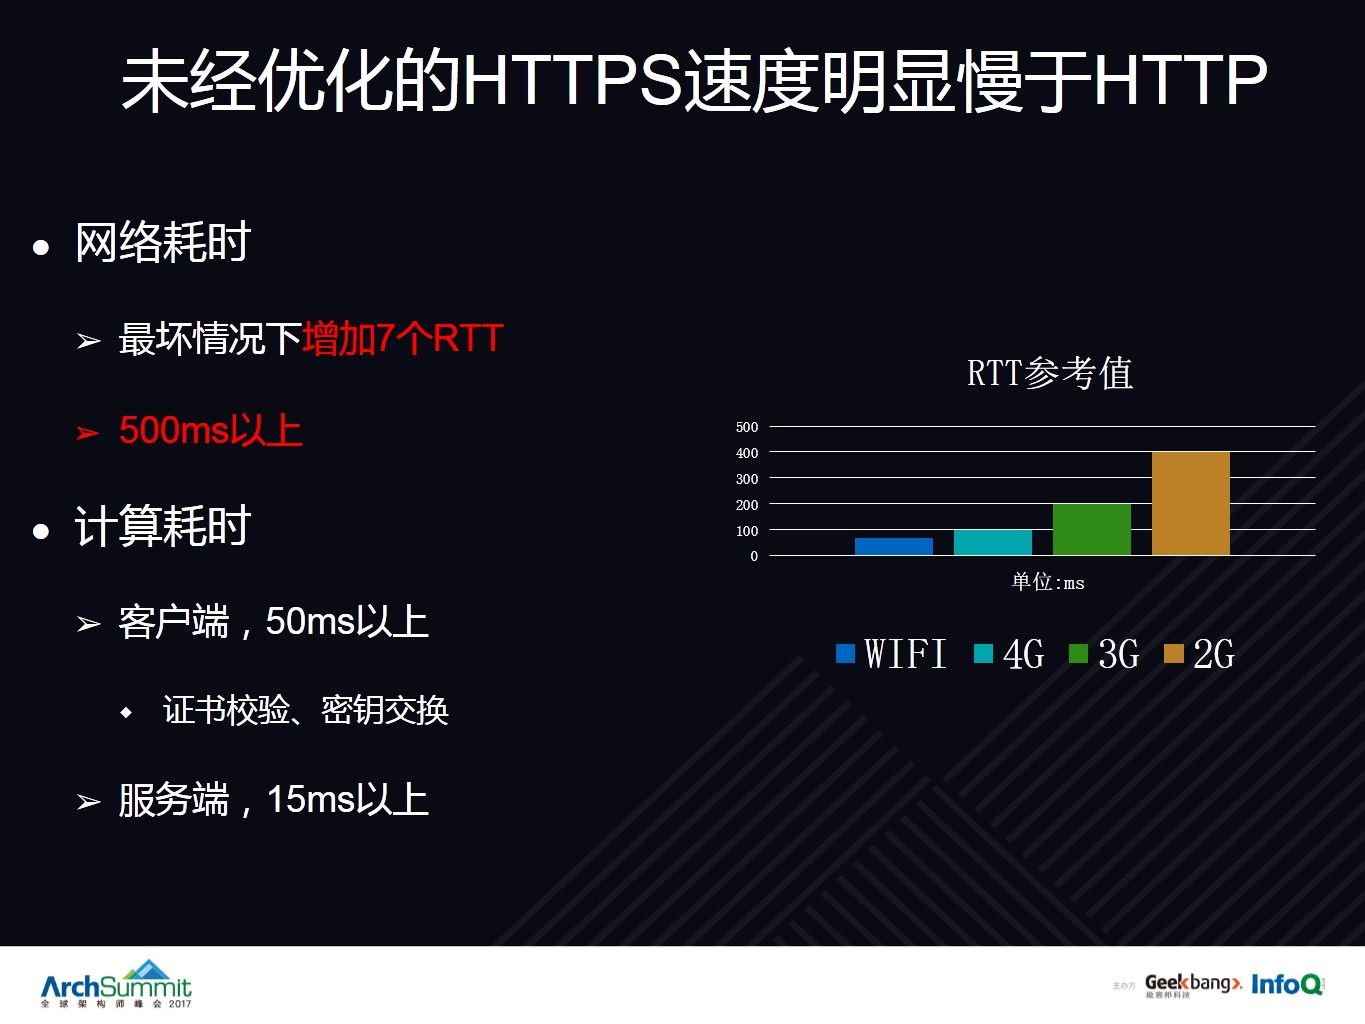 未经优化的HTTPS速度明显慢于HTTP
网络耗时
最坏情况下增加7个RTT
500ms以上
计算耗时
客户端，50ms以上
证书校验、密钥交换
服务端，15ms以上
RTT参考值
500
400
300
200
100
0
单位:ms
WIFI 4G 3G 2G
ArchSummit
全球架构师峰会 2017
主办方
Geekbang>.
极客邦科技
InfoQ